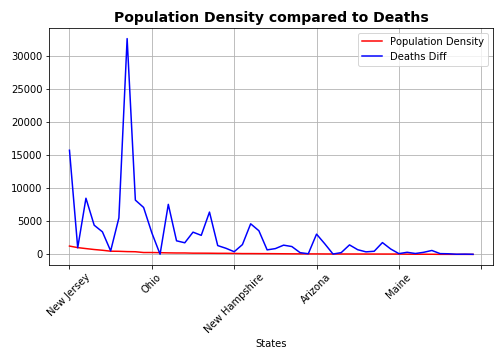 Population Density compared to Deaths
Population Density
Deaths Diff
30000
25000
20000
15000
10000
5000
0
New Jersey
Ohio
New Hampshire
Arizona
Maine
States